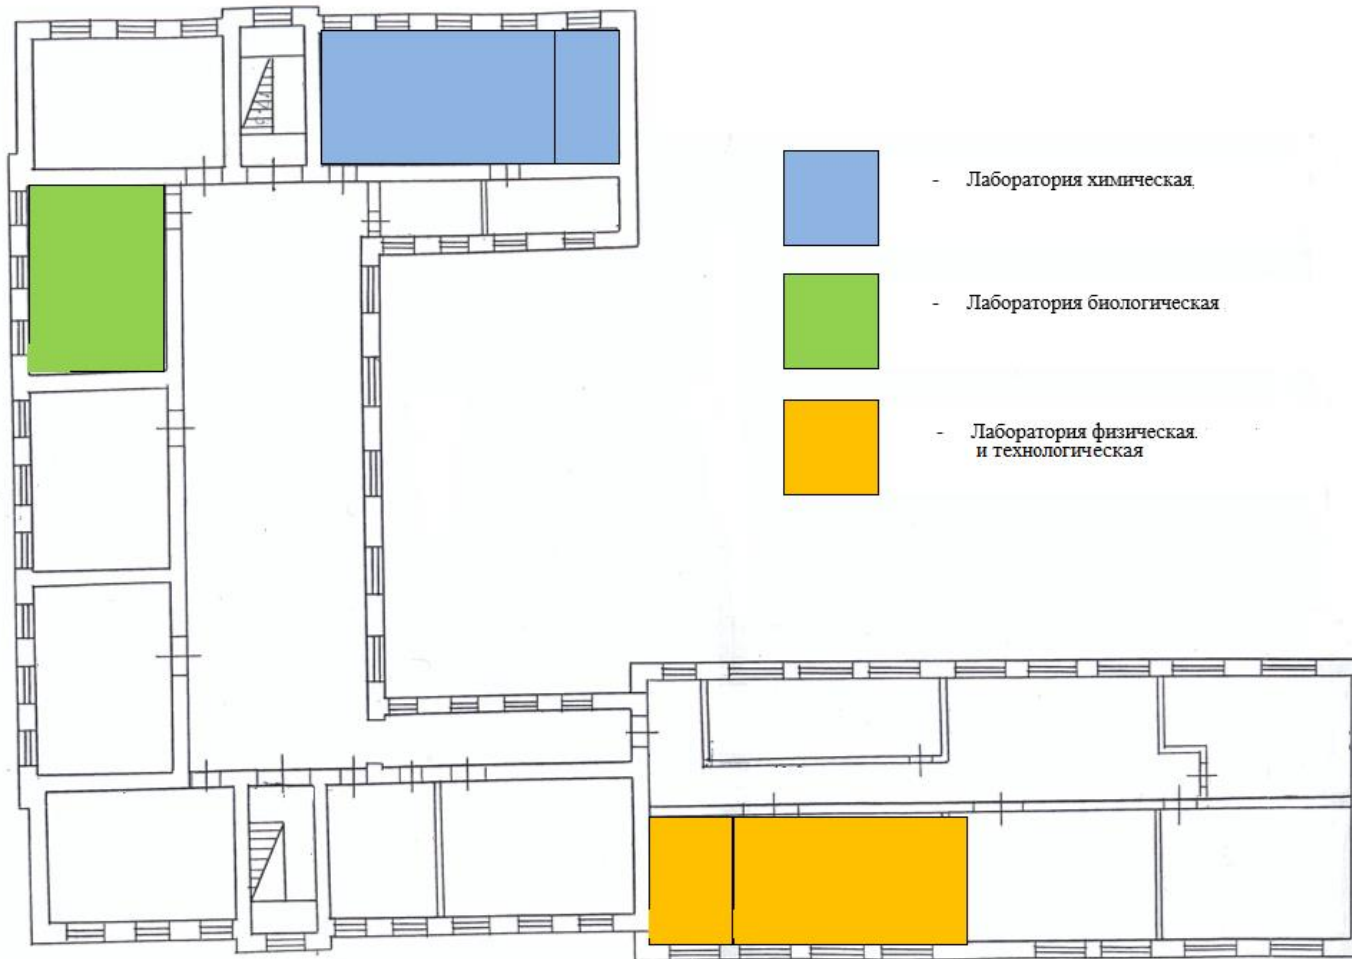 - Лаборатория химическая
- Лаборатория биологическая
- Лаборатория физическая
и технологическая